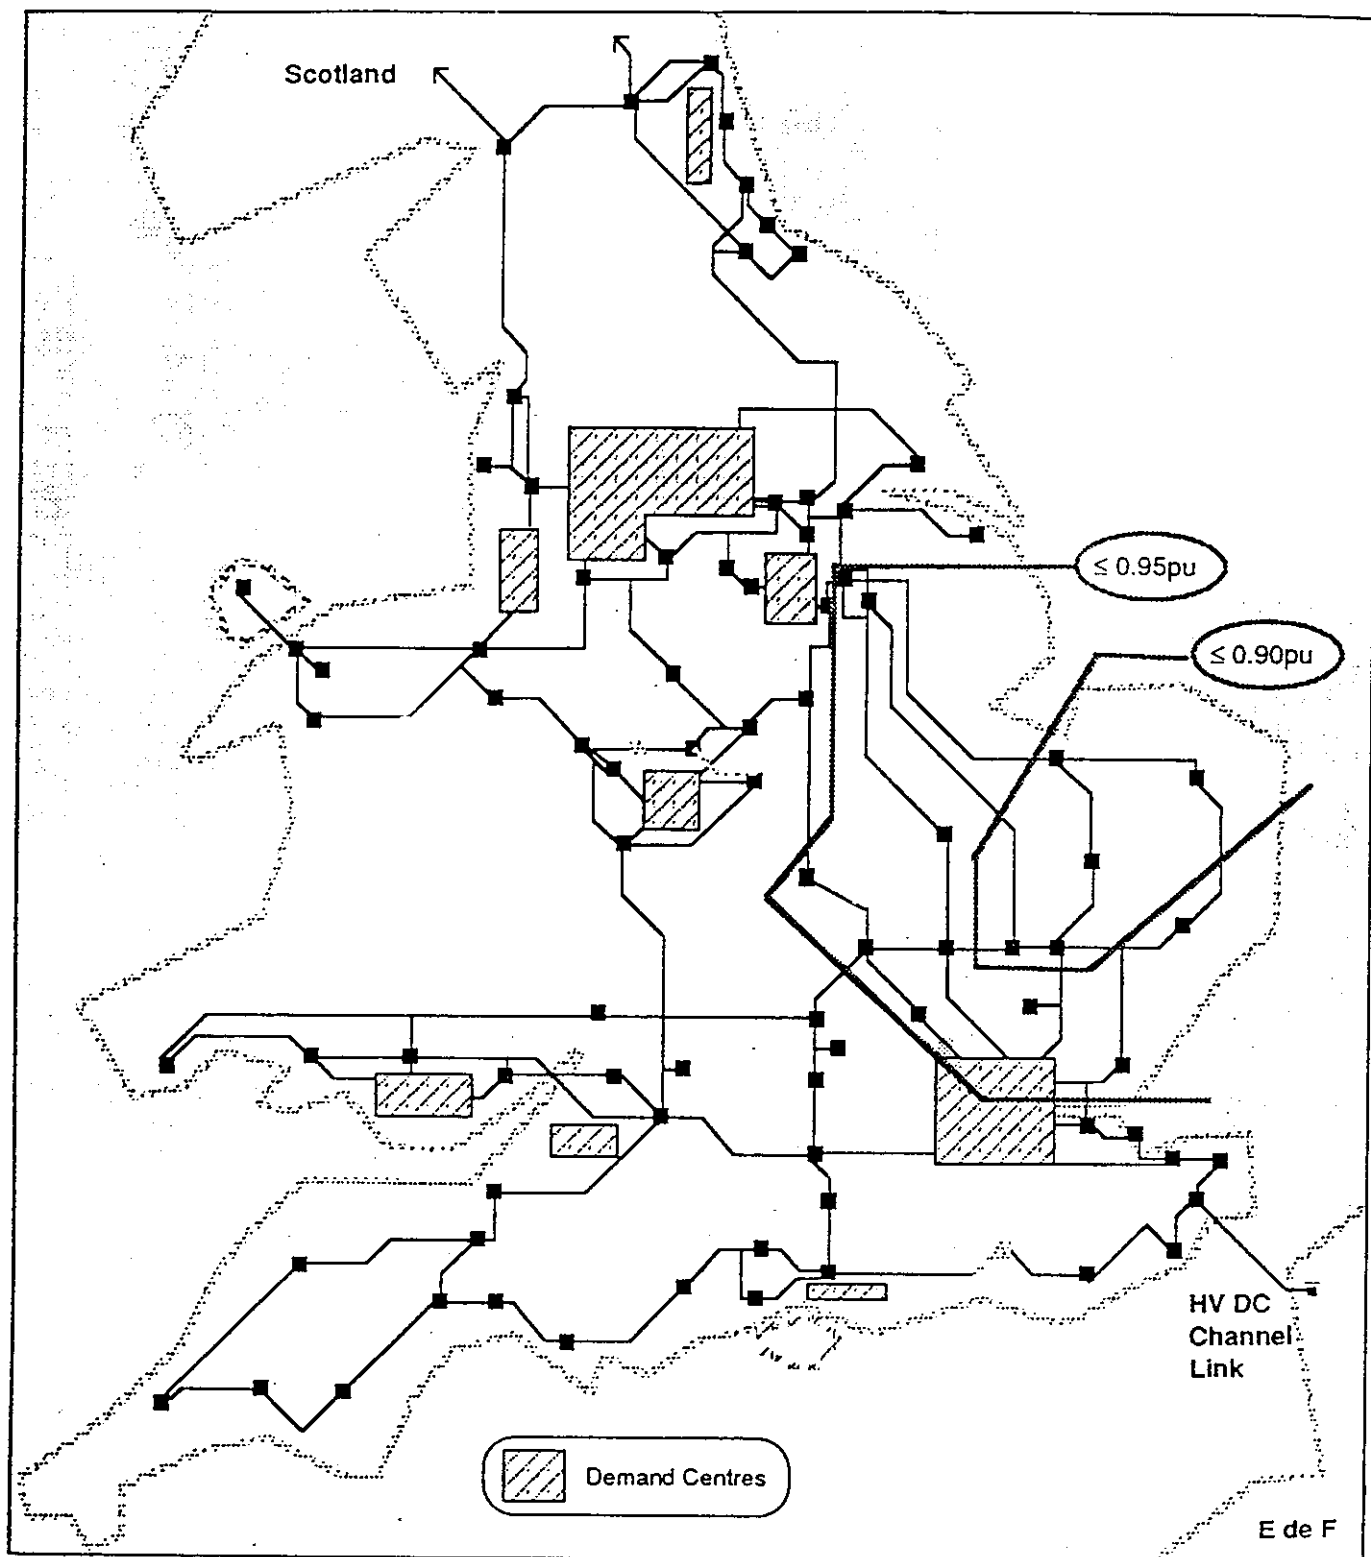 Scotland
≤ 0.95pu
≤ 0.90pu
HV DC
Channel
Link
Demand Centres
E de F